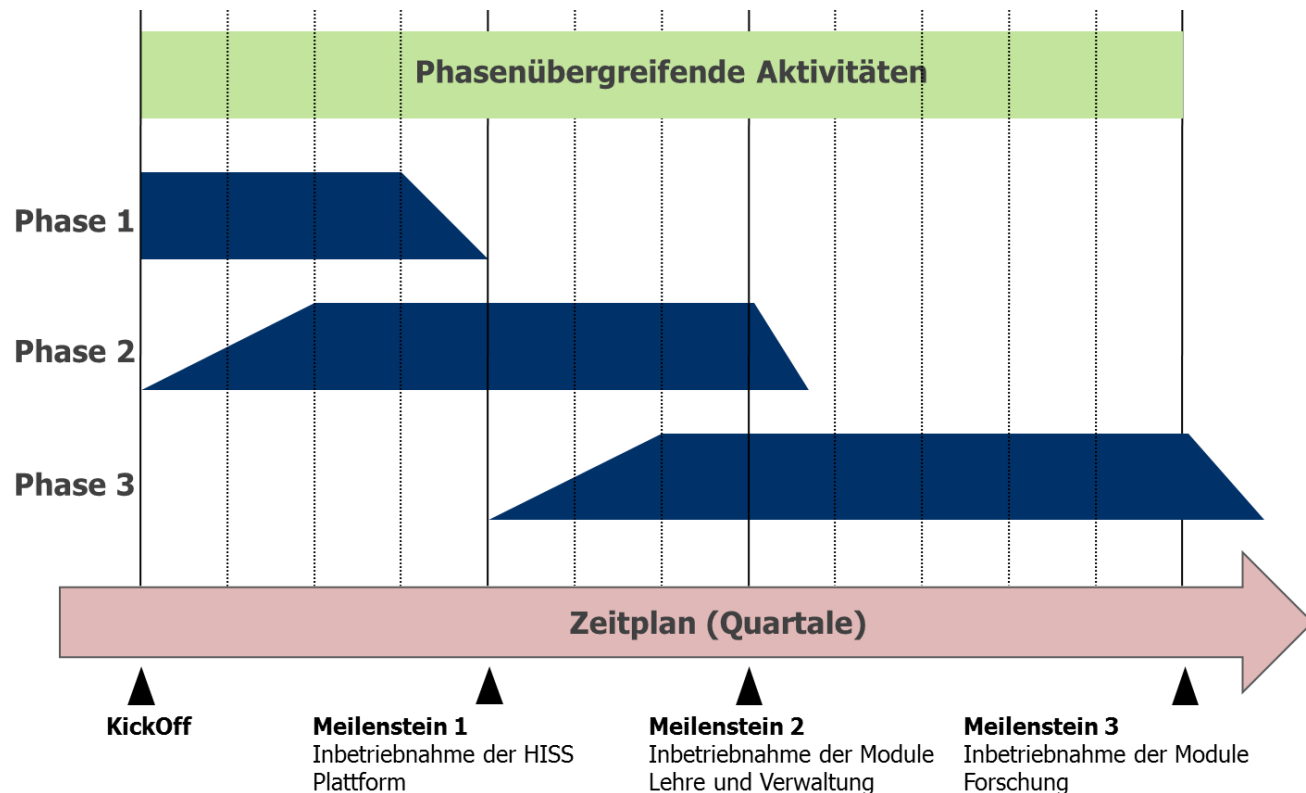 Phasenübergreifende Aktivitäten
Phase 1
Phase 2
Phase 3
Zeitplan (Quartale)
KickOff
Meilenstein 1
Inbetriebnahme der HISS
Plattform
Meilenstein 2
Inbetriebnahme der Module
Lehre und Verwaltung
Meilenstein 3
Inbetriebnahme der Module
Forschung